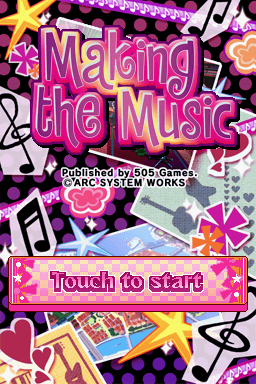 Making
the Music
Published by 505 Games.
©ARC SYSTEM WORKS
Touch to start